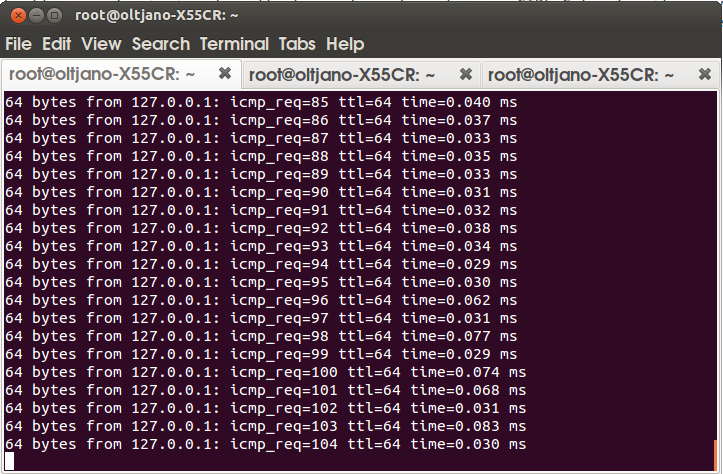 root@oltjano-X55CR: ~
File Edit View Search Terminal Tabs Help
root@oltjano-X55CR: ~ root@oltjano-X55CR: ~ root@oltjano-X55CR: ~
64 bytes from 127.0.0.1: icmp_req=85 ttl=64 time=0.040 ms
64 bytes from 127.0.0.1: icmp_req=86 ttl=64 time=0.037 ms
64 bytes from 127.0.0.1: icmp_req=87 ttl=64 time=0.033 ms
64 bytes from 127.0.0.1: icmp_req=88 ttl=64 time=0.035 ms
64 bytes from 127.0.0.1: icmp_req=89 ttl=64 time=0.033 ms
64 bytes from 127.0.0.1: icmp_req=90 ttl=64 time=0.031 ms
64 bytes from 127.0.0.1: icmp_req=91 ttl=64 time=0.032 ms
64 bytes from 127.0.0.1: icmp_req=92 ttl=64 time=0.038 ms
64 bytes from 127.0.0.1: icmp_req=93 ttl=64 time=0.034 ms
64 bytes from 127.0.0.1: icmp_req=94 ttl=64 time=0.029 ms
64 bytes from 127.0.0.1: icmp_req=95 ttl=64 time=0.030 ms
64 bytes from 127.0.0.1: icmp_req=96 ttl=64 time=0.062 ms
64 bytes from 127.0.0.1: icmp_req=97 ttl=64 time=0.031 ms
64 bytes from 127.0.0.1: icmp_req=98 ttl=64 time=0.077 ms
64 bytes from 127.0.0.1: icmp_req=99 ttl=64 time=0.029 ms
64 bytes from 127.0.0.1: icmp_req=100 ttl=64 time=0.074 ms
64 bytes from 127.0.0.1: icmp_req=101 ttl=64 time=0.068 ms
64 bytes from 127.0.0.1: icmp_req=102 ttl=64 time=0.031 ms
64 bytes from 127.0.0.1: icmp_req=103 ttl=64 time=0.083 ms
64 bytes from 127.0.0.1: icmp_req=104 ttl=64 time=0.030 ms